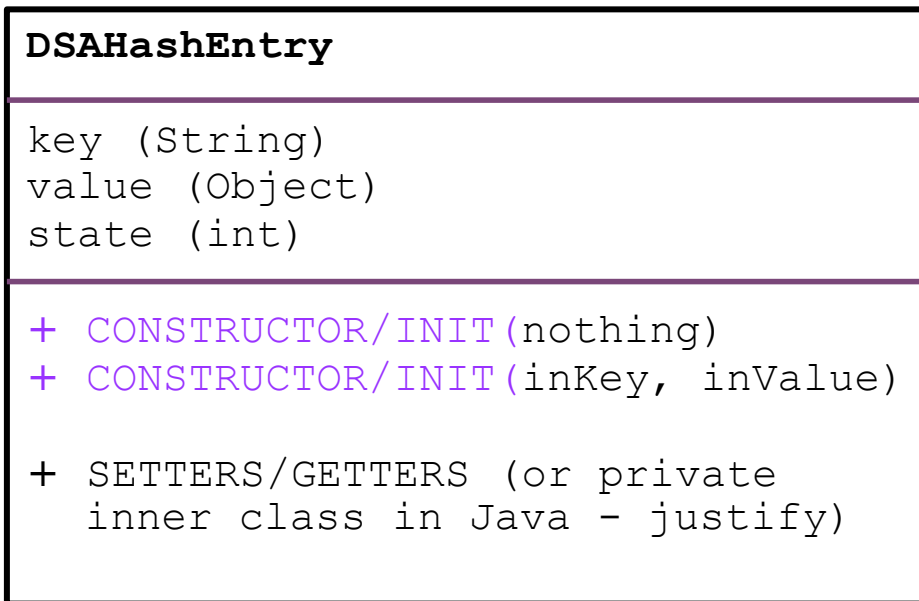 DSAHashEntry
key (String)
value (Object)
state (int)
+ CONSTRUCTOR/INIT(nothing)
+ CONSTRUCTOR/INIT(inKey, inValue)
+ SETTERS/GETTERS (or private
inner class in Java - justify)